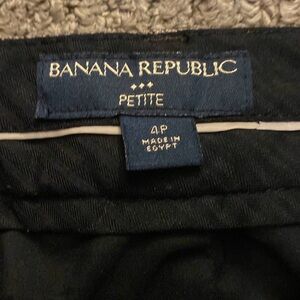 BANANA REPUBLIC
PETITE
4P
MADE IN
EGYPT